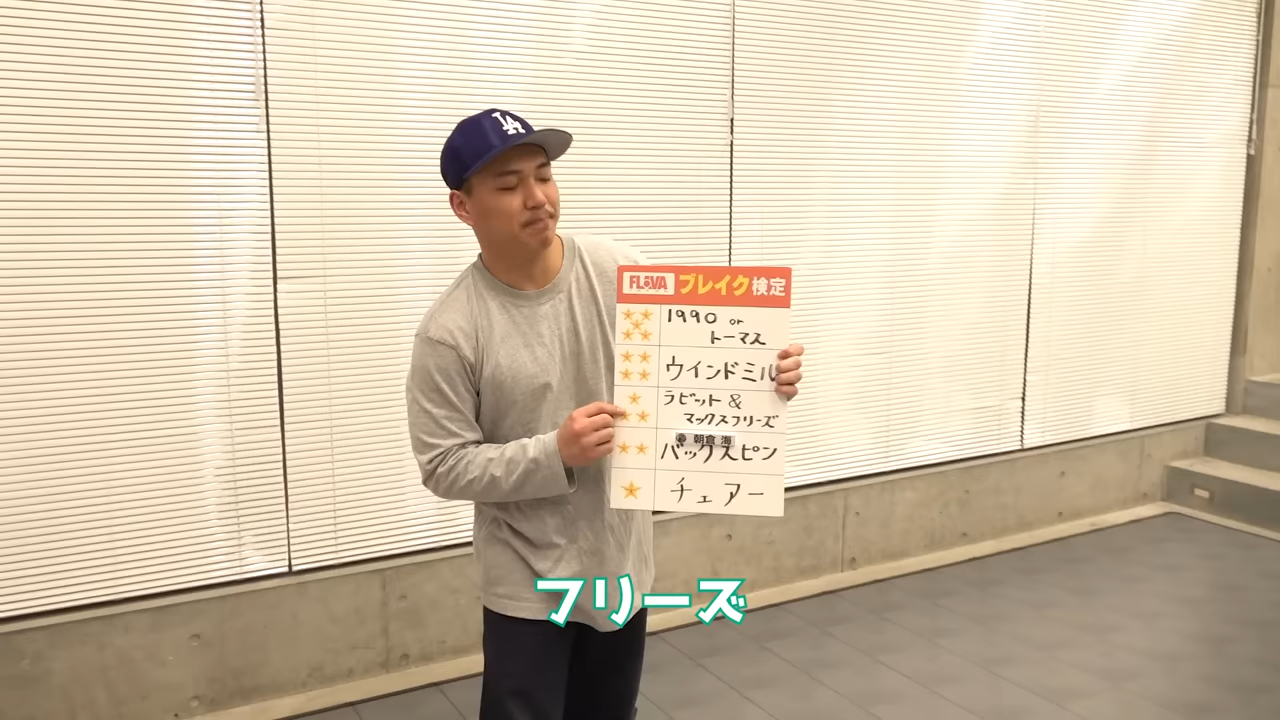 LA
FLOVA ブレイク検定
1990 or
トーマス
ウインドミル
ラビット &
マックスフリーズ
朝倉 海
バックスピン
チェアー
フリーズ